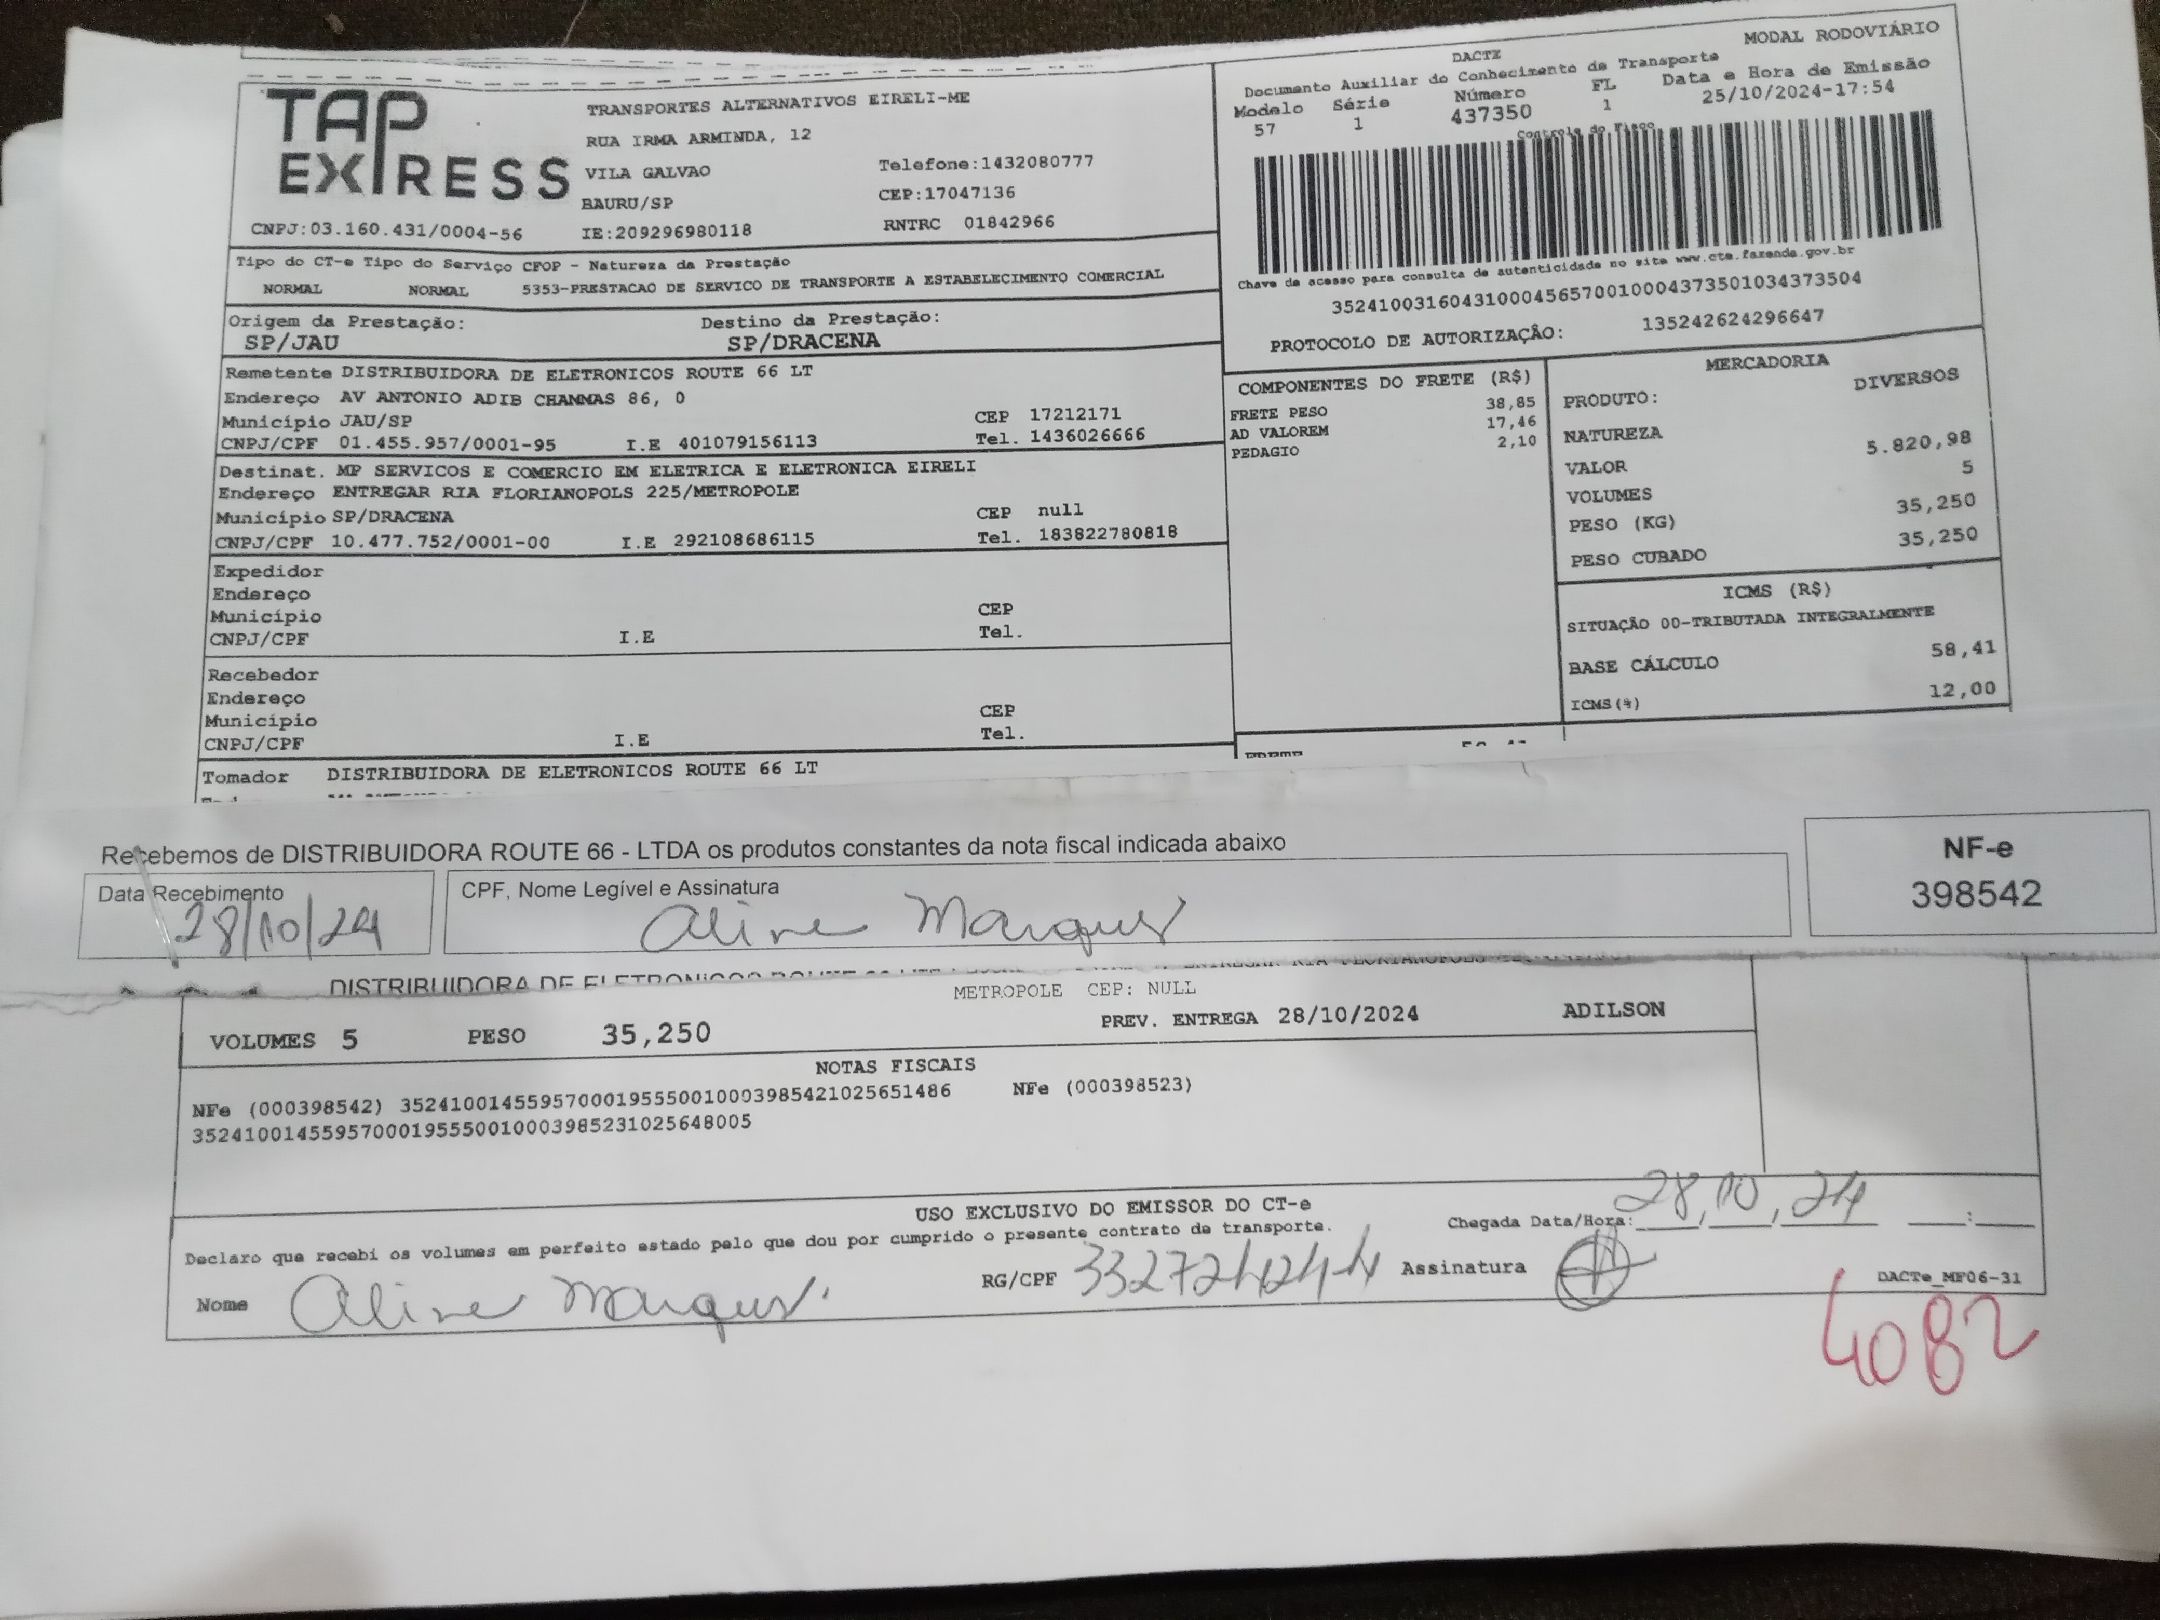 TAP EXPRESS
TRANSPORTES ALTERNATIVOS EIRELI-ME
RUA IRMA ARMINDA, 12
VILA GALVAO Telefone:1432080777
BAURU/SP CEP:17047136
CNPJ:03.160.431/0004-56 IE:209296980118 RNTRC 01842966
MODAL RODOVIÁRIO
DACTE
Documento Auxiliar do Conhecimento de Transporte
Modelo Série Número FL Data e Hora de Emissão
57 1 437350 1 25/10/2024-17:54
Controle do Fisco
Chave de acesso para consulta de autenticidade no site www.cte.fazenda.gov.br
35241003160431000456570010004373501034373504
PROTOCOLO DE AUTORIZAÇÃO: 135242624296647
Tipo do CT-e Tipo do Serviço CFOP - Natureza da Prestação
NORMAL NORMAL 5353-PRESTACAO DE SERVICO DE TRANSPORTE A ESTABELECIMENTO COMERCIAL
Origem da Prestação: Destino da Prestação:
SP/JAU SP/DRACENA
Remetente DISTRIBUIDORA DE ELETRONICOS ROUTE 66 LT
Endereço AV ANTONIO ADIB CHAMMAS 86, 0
Município JAU/SP CEP 17212171
CNPJ/CPF 01.455.957/0001-95 I.E 401079156113 Tel. 1436026666
Destinat. MP SERVICOS E COMERCIO EM ELETRICA E ELETRONICA EIRELI
Endereço ENTREGAR RIA FLORIANOPOLS 225/METROPOLE
Município SP/DRACENA CEP null
CNPJ/CPF 10.477.752/0001-00 I.E 292108686115 Tel. 183822780818
Expedidor
Endereço
Município CEP
CNPJ/CPF I.E Tel.
Recebedor
Endereço
Município CEP
CNPJ/CPF I.E Tel.
Tomador DISTRIBUIDORA DE ELETRONICOS ROUTE 66 LT
COMPONENTES DO FRETE (R$)
FRETE PESO 38,85
AD VALOREM 17,46
PEDAGIO 2,10
MERCADORIA
PRODUTO: DIVERSOS
NATUREZA
VALOR 5.820,98
VOLUMES 5
PESO (KG) 35,250
PESO CUBADO 35,250
ICMS (R$)
SITUAÇÃO 00-TRIBUTADA INTEGRALMENTE
BASE CÁLCULO 58,41
ICMS(%) 12,00
Recebemos de DISTRIBUIDORA ROUTE 66 - LTDA os produtos constantes da nota fiscal indicada abaixo
Data Recebimento CPF, Nome Legível e Assinatura
28/10/24 Aline Marques
NF-e
398542
DISTRIBUIDORA DE ELETRONICOS ROUTE 66
METROPOLE CEP: NULL
VOLUMES 5 PESO 35,250 PREV. ENTREGA 28/10/2024 ADILSON
NOTAS FISCAIS
NFe (000398542) 35241001455957000195550010003985421025651486 NFe (000398523)
35241001455957000195550010003985231025648005
USO EXCLUSIVO DO EMISSOR DO CT-e
Declaro que recebi os volumes em perfeito estado pelo que dou por cumprido o presente contrato de transporte.
Chegada Data/Hora: 28/10/24 :
Nome Aline Marques RG/CPF 332724244 Assinatura
DACTe_MF06-31
4082